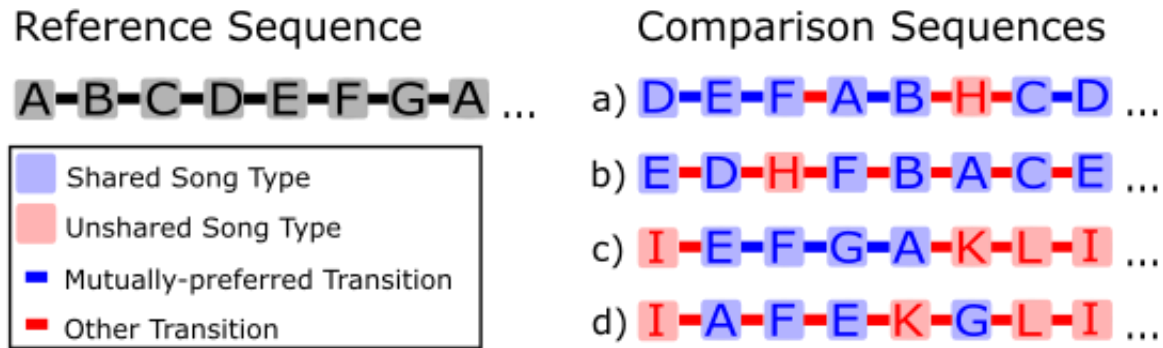 Reference Sequence
A-B-C-D-E-F-G-A ...
Shared Song Type
Unshared Song Type
Mutually-preferred Transition
Other Transition
Comparison Sequences
a) D-E-F-A-B-H-C-D ...
b) E-D-H-F-B-A-C-E ...
c) I-E-F-G-A-K-L-I ...
d) I-A-F-E-K-G-L-I ...